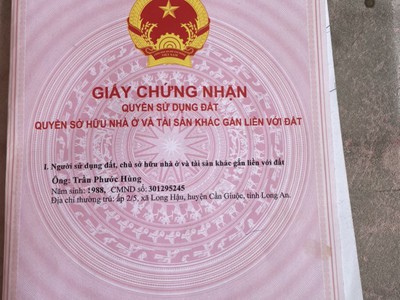 GIẤY CHỨNG NHẬN
QUYỀN SỬ DỤNG ĐẤT
QUYỀN SỞ HỮU NHÀ Ở VÀ TÀI SẢN KHÁC GẮN LIỀN VỚI ĐẤT
I. Người sử dụng đất, chủ sở hữu nhà ở và tài sản khác gắn liền với đất
Ông: Trần Phước Hùng
Năm sinh: 1988, CMND số: 301295245
Địa chỉ thường trú: ấp 2/5, xã Long Hậu, huyện Cần Giuộc, tỉnh Long An.